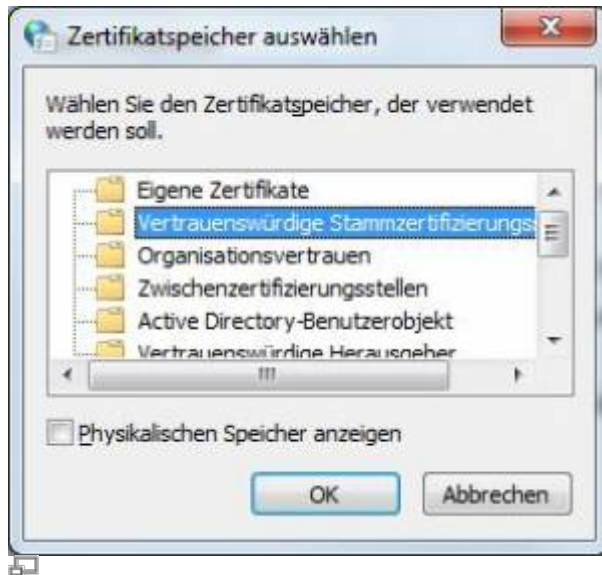 Zertifikatspeicher auswählen
Wählen Sie den Zertifikatspeicher, der verwendet
werden soll.
Eigene Zertifikate
Vertrauenswürdige Stammzertifizierungs
Organisationsvertrauen
Zwischenzertifizierungsstellen
Active Directory-Benutzerobjekt
Vertrauenswürdige Herausgeber
Physikalischen Speicher anzeigen
OK
Abbrechen